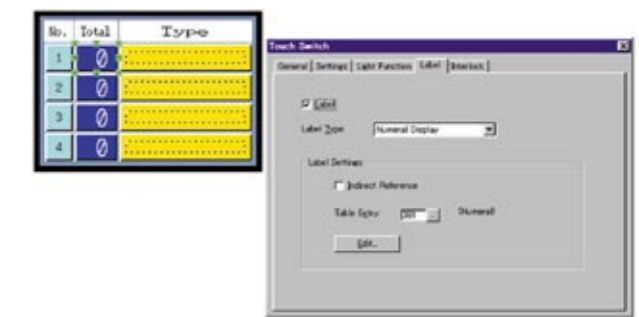 No. Total Type
1 0
2 0
3 0
4 0
Touch Switch
General Settings Light Function Label Interlock
Label
Label Type: Numeral Display
Label Settings
Indirect Reference
Table Entry: (Numeral)
Edit...